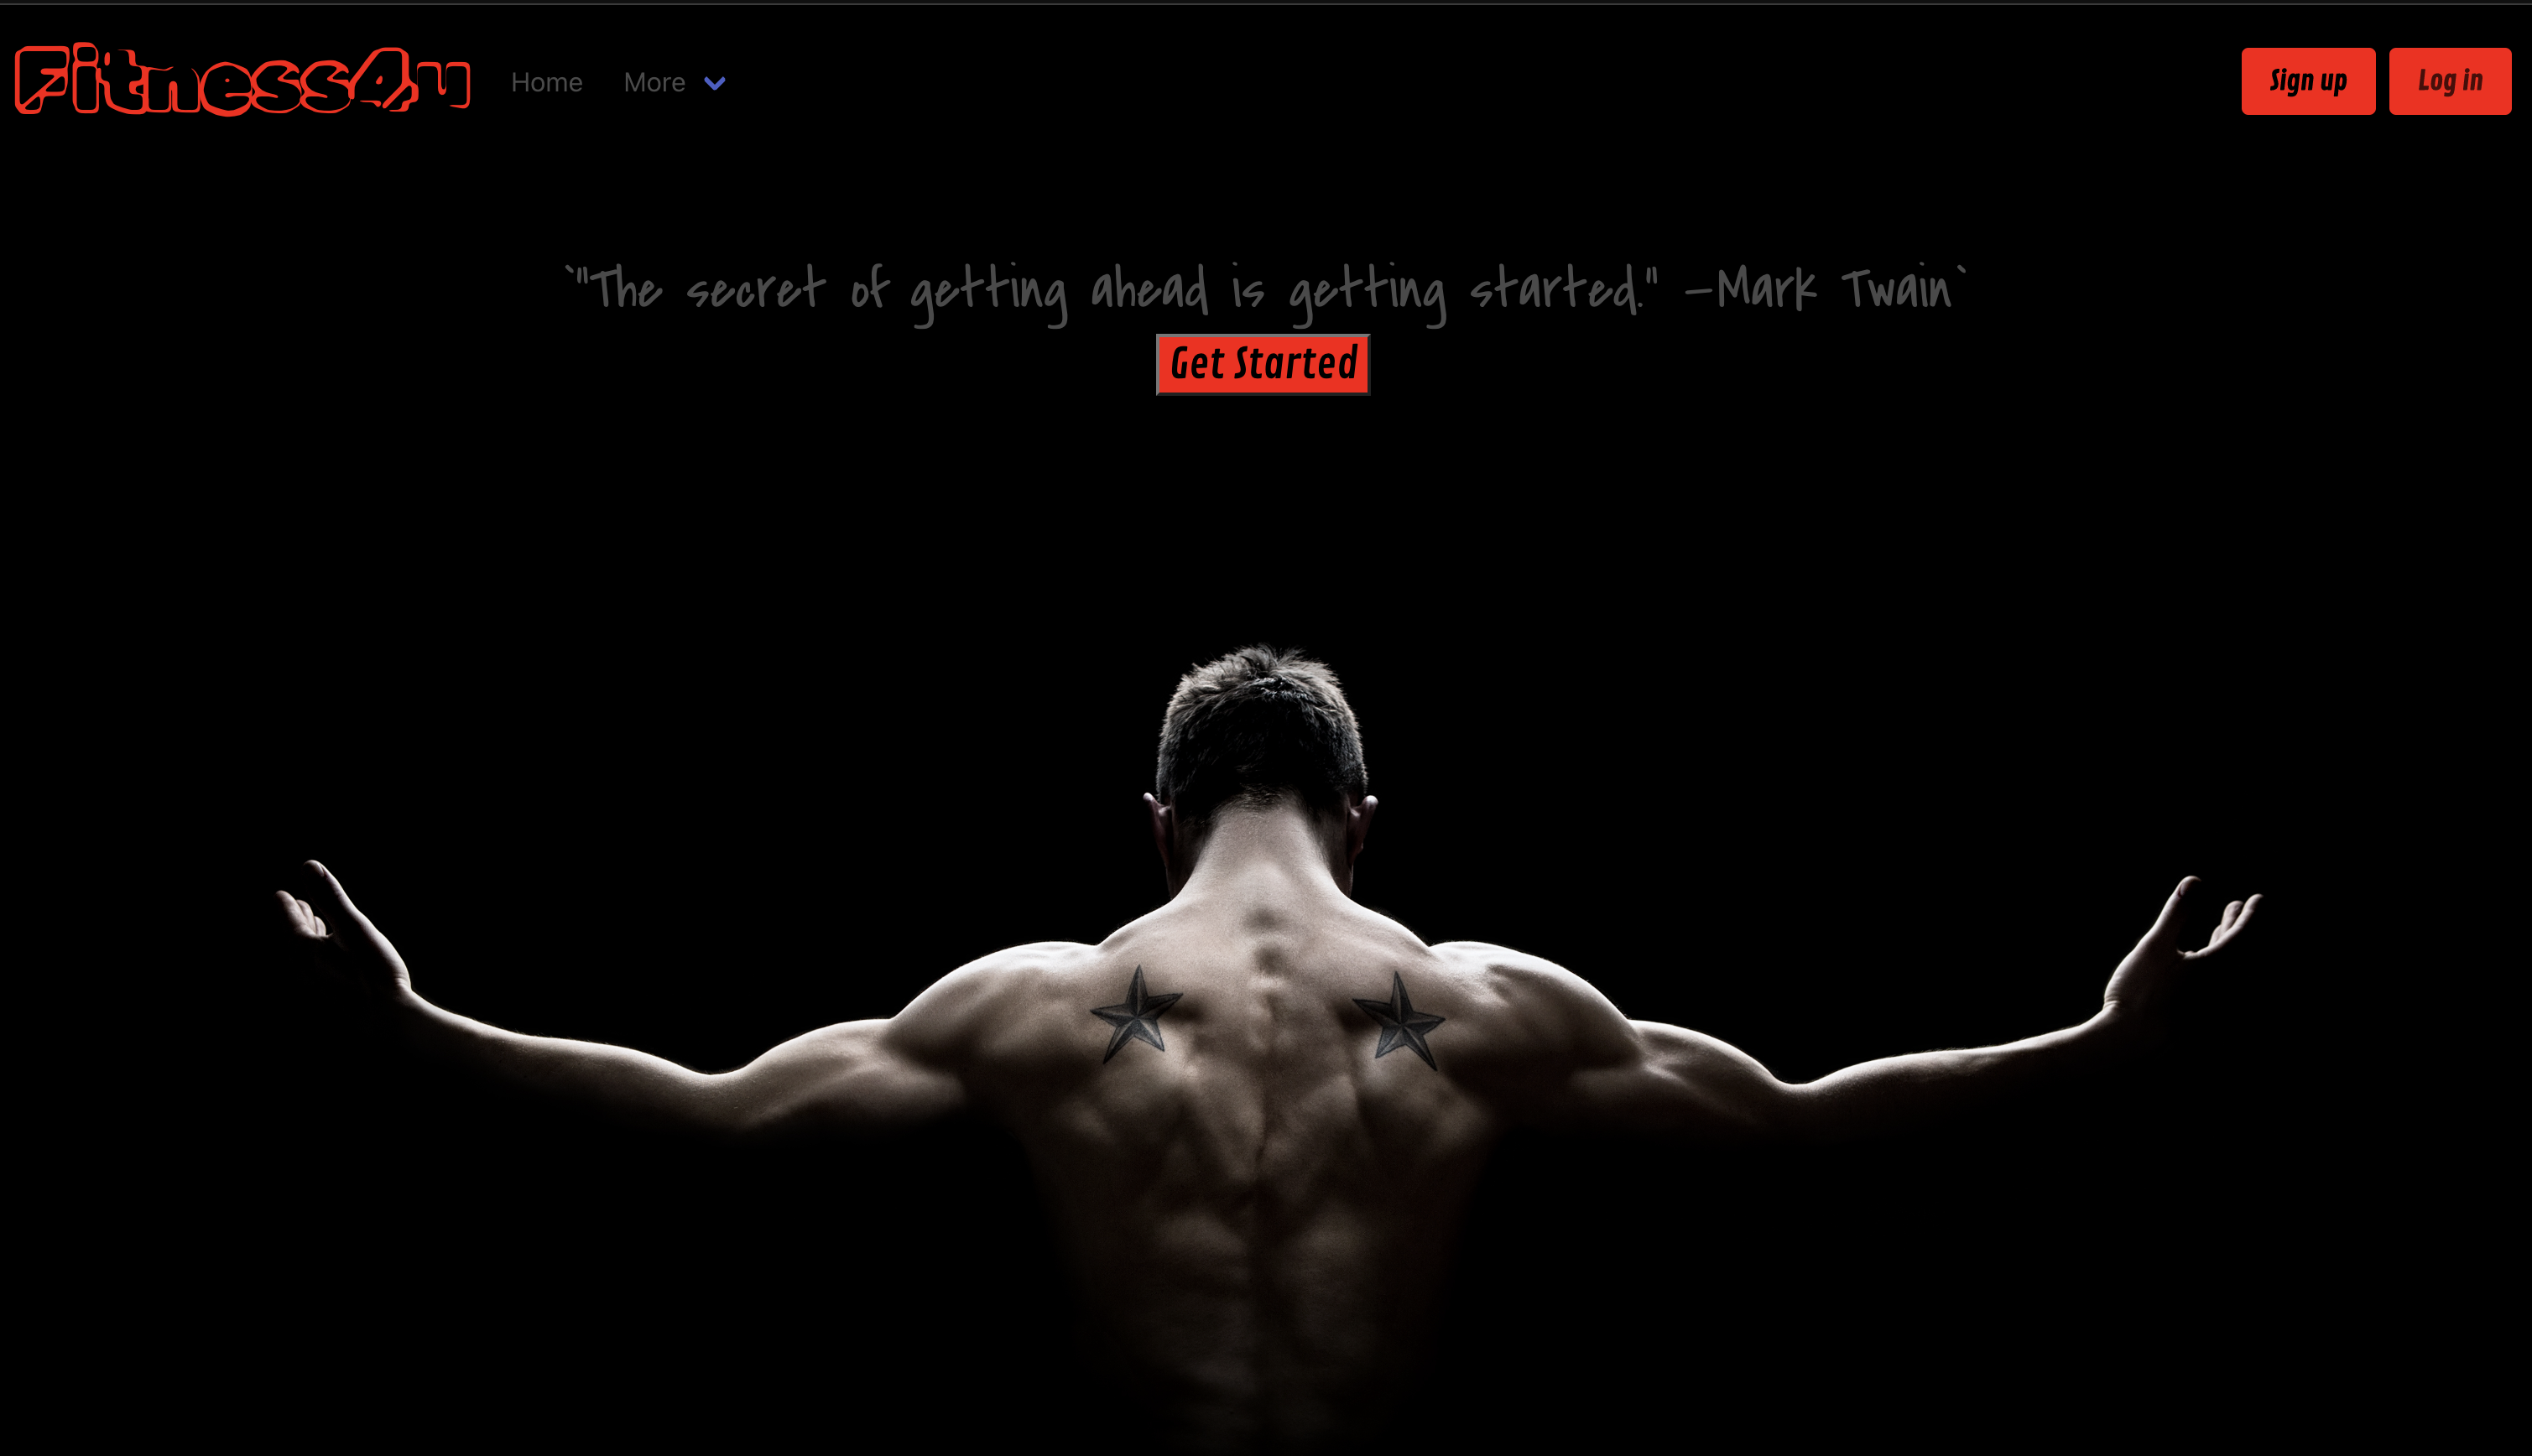 Fitness4u
Home
More
Sign up
Log in
`"The secret of getting ahead is getting started." –Mark Twain`
Get Started